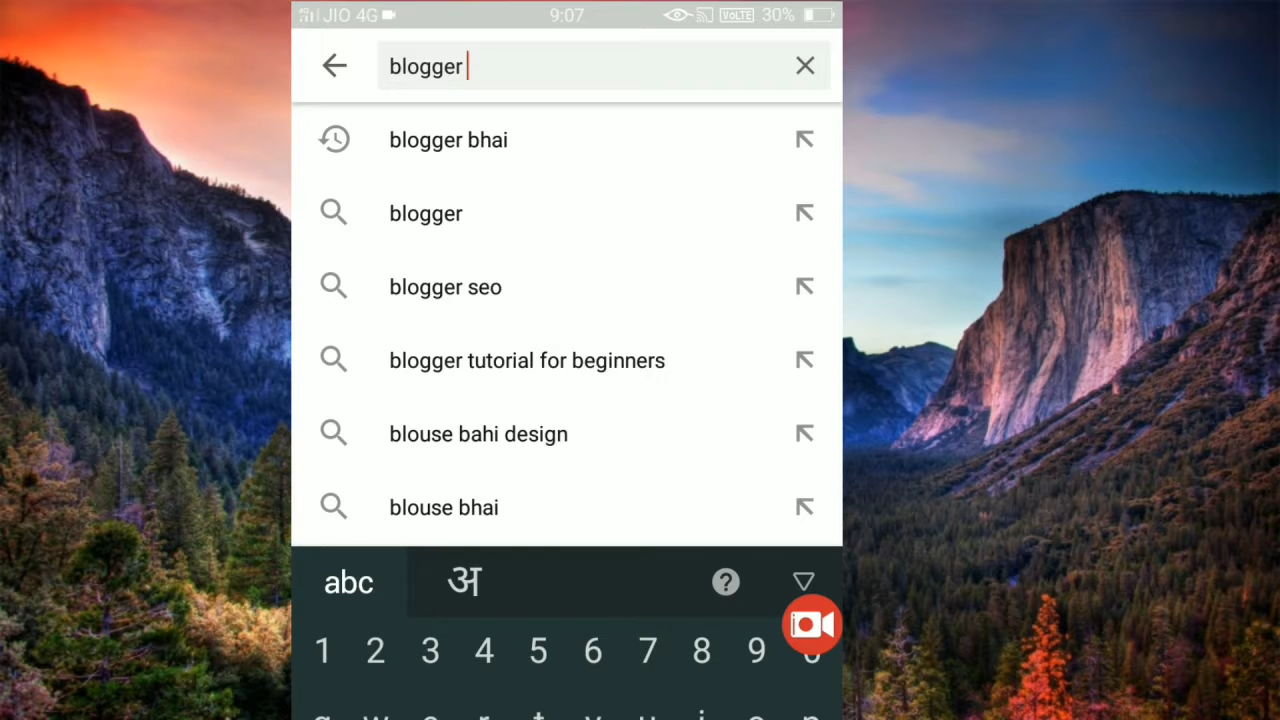 JIO 4G 9:07 VoLTE 30%
blogger
blogger bhai
blogger
blogger seo
blogger tutorial for beginners
blouse bahi design
blouse bhai
abc अ ?
1 2 3 4 5 6 7 8 9